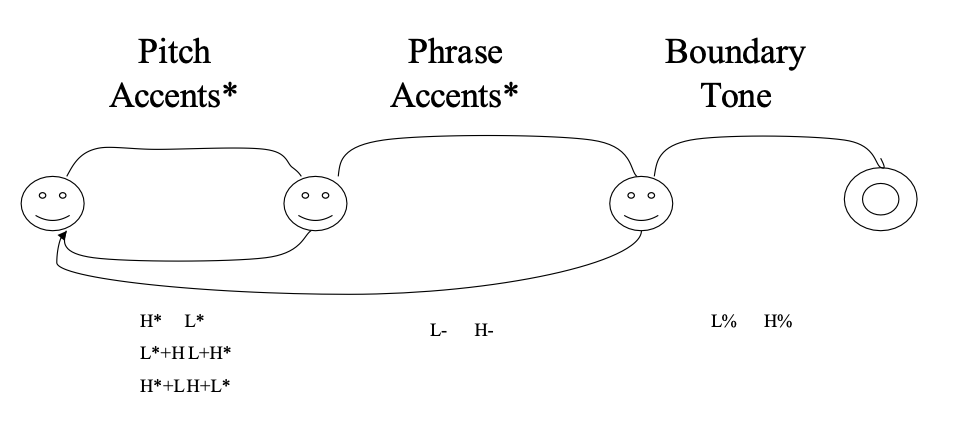 Pitch Accents*
Phrase Accents*
Boundary Tone
H* L*
L*+H L+H*
H*+L H+L*
L- H-
L% H%